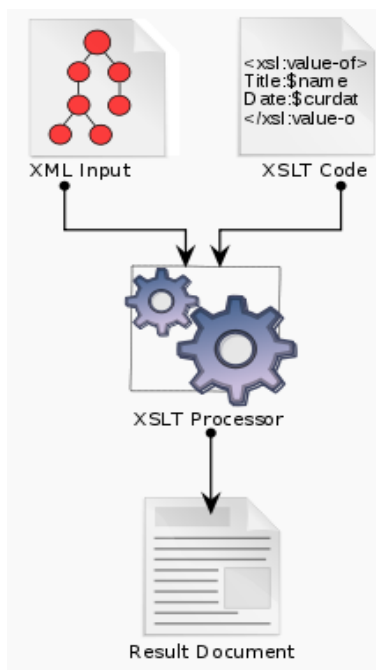 <xsl:value-of>
Title:$name
Date:$curdat
</xsl:value-o
XML Input
XSLT Code
XSLT Processor
Result Document